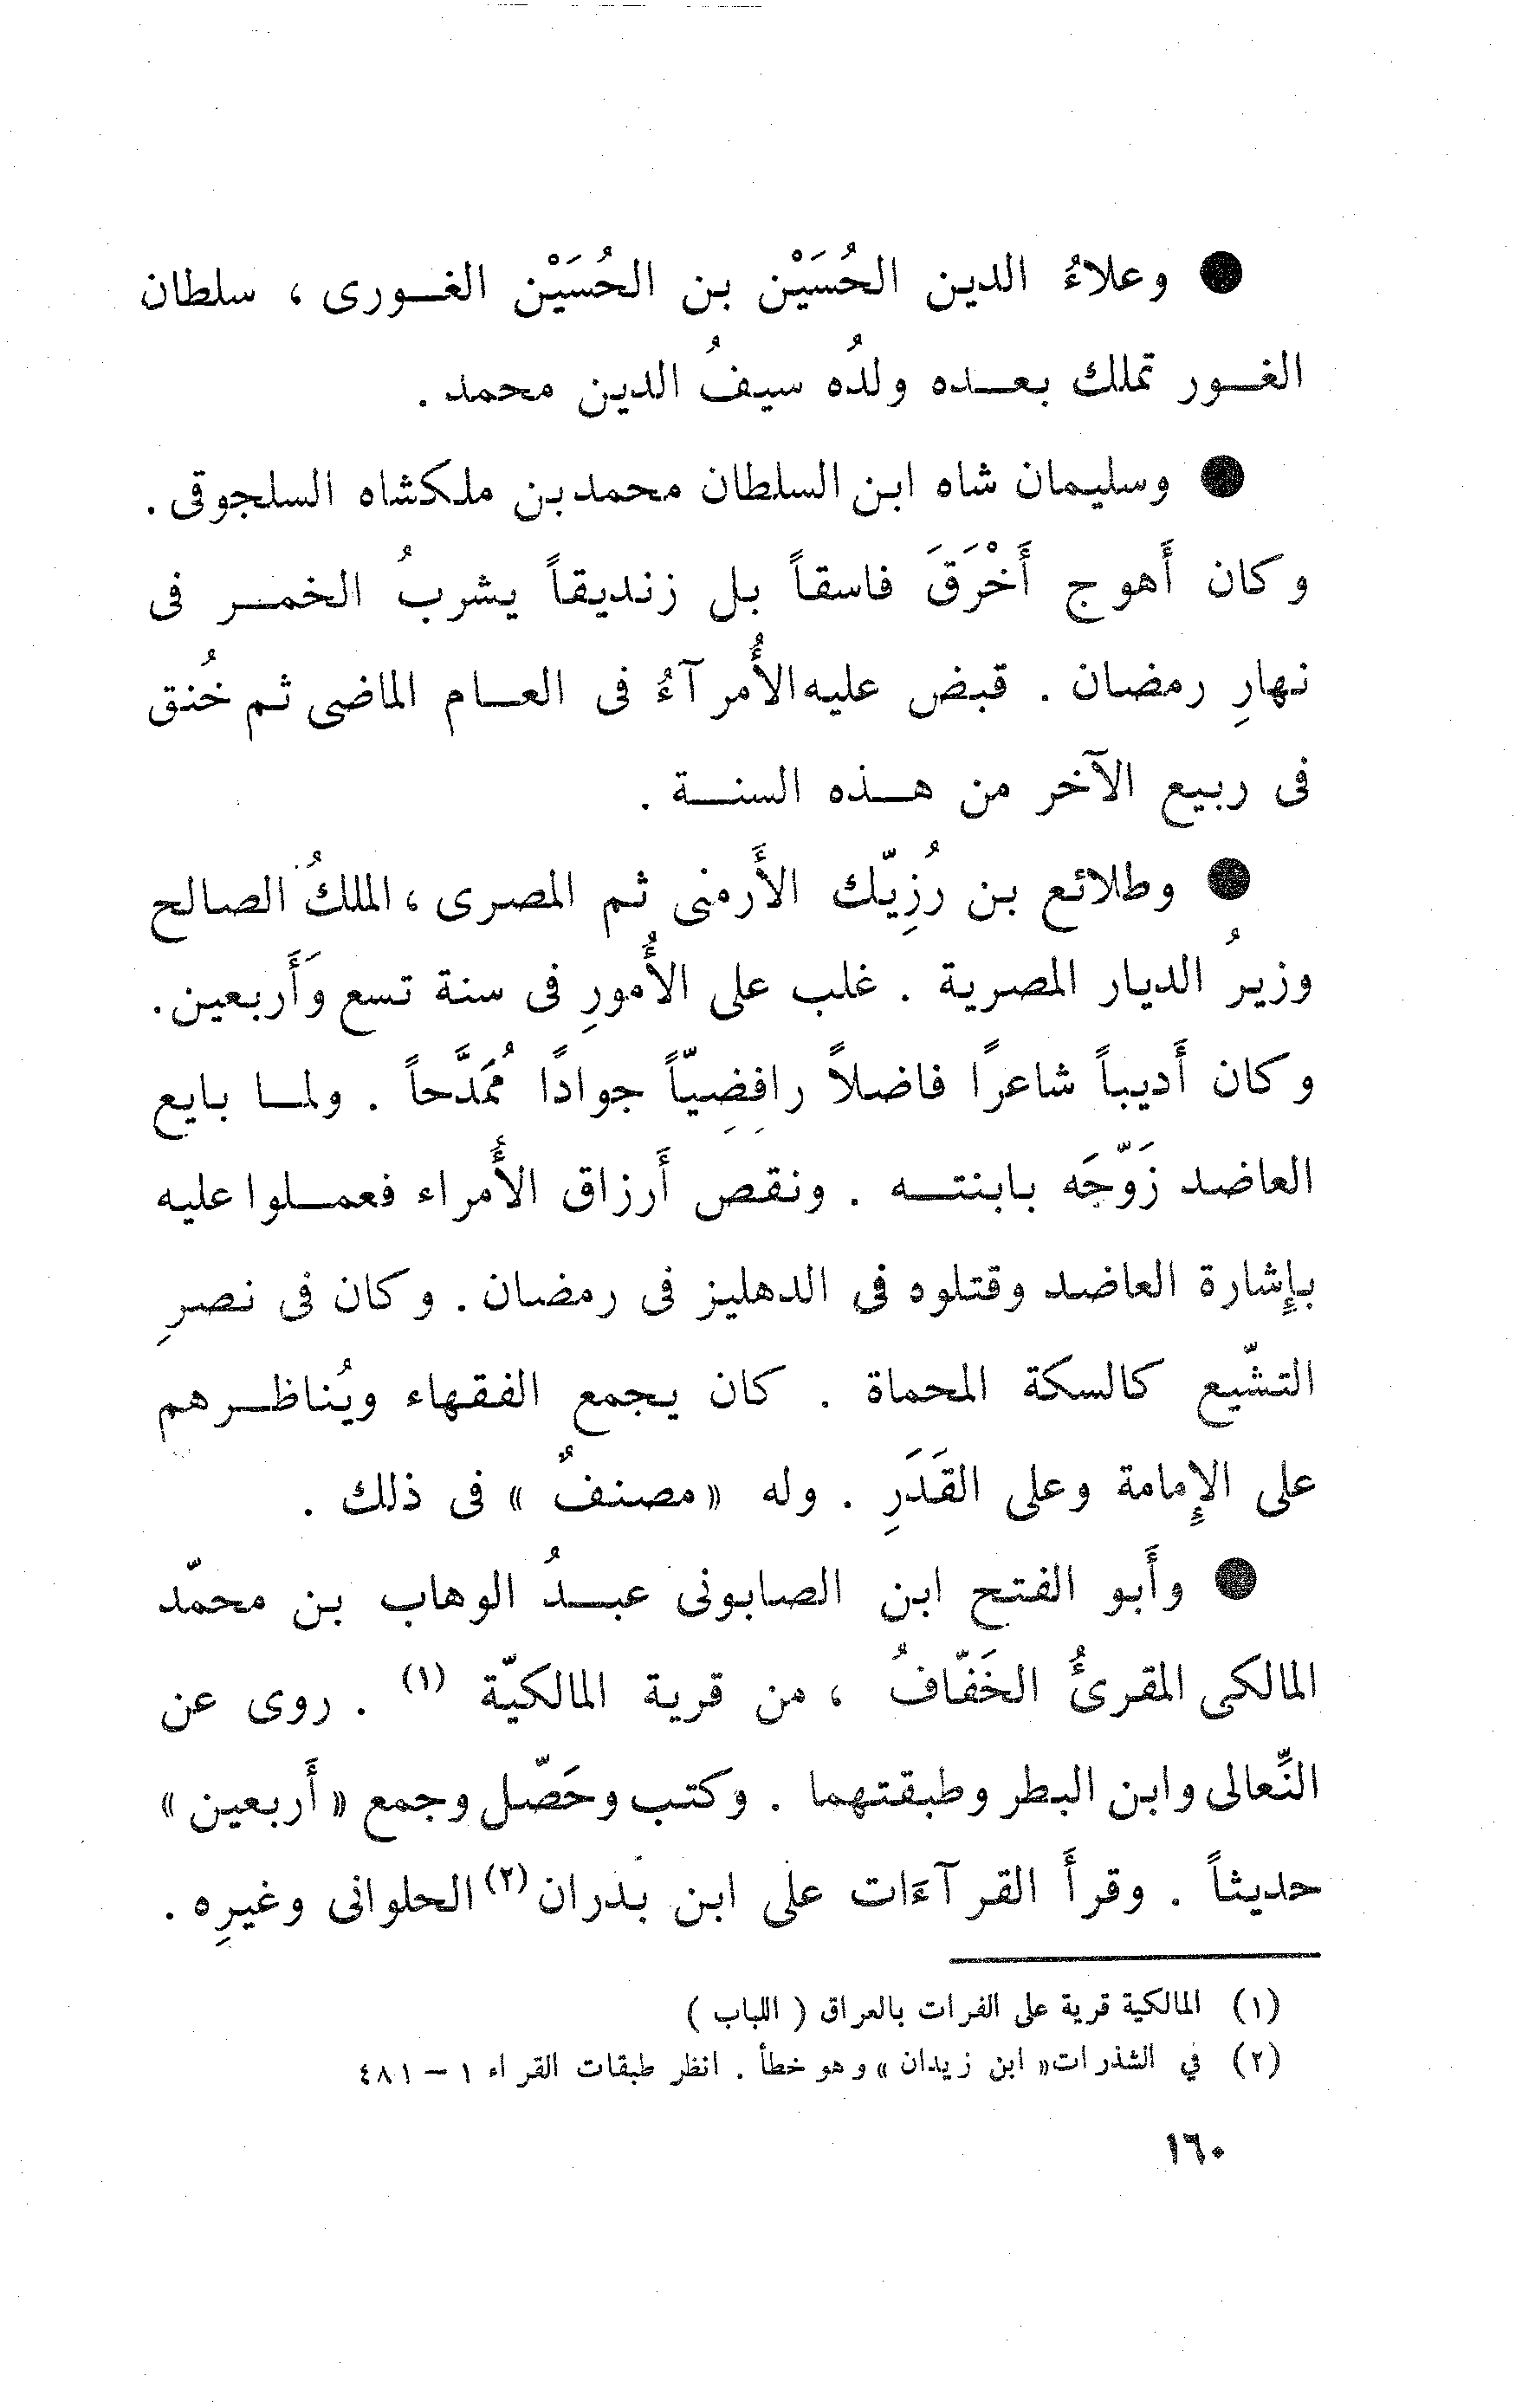 ● وعلاءُ الدين الحُسَيْن بن الحُسَيْن الغورى ، سلطان
الغور تملك بعده ولدُه سيفُ الدين محمد .
● وسليمان شاه ابن السلطان محمد بن ملكشاه السلجوقى .
وكان أَهوج أَخْرَقَ فاسقاً بل زنديقاً يشربُ الخمر فى
نهارِ رمضان . قبض عليه الأُمرآءُ فى العام الماضى ثم خُنق
فى ربيع الآخر من هذه السنة .
● وطلائع بن رُزِيّك الأَرمنى ثم المصرى ، الملكُ الصالح
وزيرُ الديار المصرية . غلب على الأُمورِ فى سنة تسع وَأَربعين .
وكان أَديباً شاعرًا فاضلاً رافِضِيّاً جوادًا مُمَدَّحاً . ولما بايع
العاضد زَوّجَه بابنته . ونقص أَرزاق الأُمراء فعملوا عليه
بإِشارة العاضد وقتلوه فى الدهليز فى رمضان . وكان فى نصرِ
التشّيع كالسكة المحماة . كان يجمع الفقهاء ويُناظرهم
على الإِمامة وعلى القَدَرِ . وله « مصنفٌ » فى ذلك .
● وأَبو الفتح ابن الصابونى عبدُ الوهاب بن محمّد
المالكى المقرىُٔ الخَفّافُ ، من قرية المالكيّة (١) . روى عن
النِّعالى وابن البطر وطبقتهما . وكتب وحَصّل وجمع « أَربعين »
حديثاً . وقرأَ القرآءَات على ابن بدران (٢) الحلوانى وغيرِه .
(١) المالكية قرية على الفرات بالعراق ( اللباب )
(٢) في الشذرات « ابن زيدان » وهو خطأ . انظر طبقات القراء ١ – ٤٨١
١٦٠